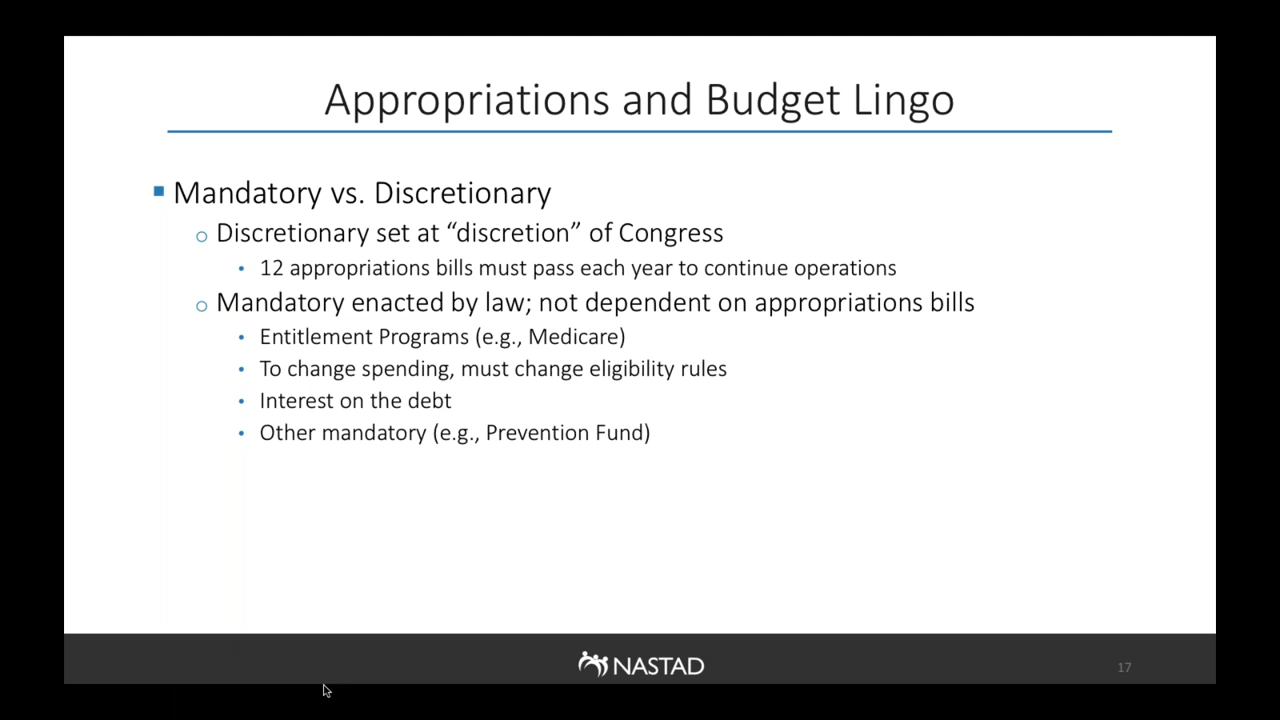 Appropriations and Budget Lingo
Mandatory vs. Discretionary
Discretionary set at “discretion” of Congress
12 appropriations bills must pass each year to continue operations
Mandatory enacted by law; not dependent on appropriations bills
Entitlement Programs (e.g., Medicare)
To change spending, must change eligibility rules
Interest on the debt
Other mandatory (e.g., Prevention Fund)
NASTAD
17